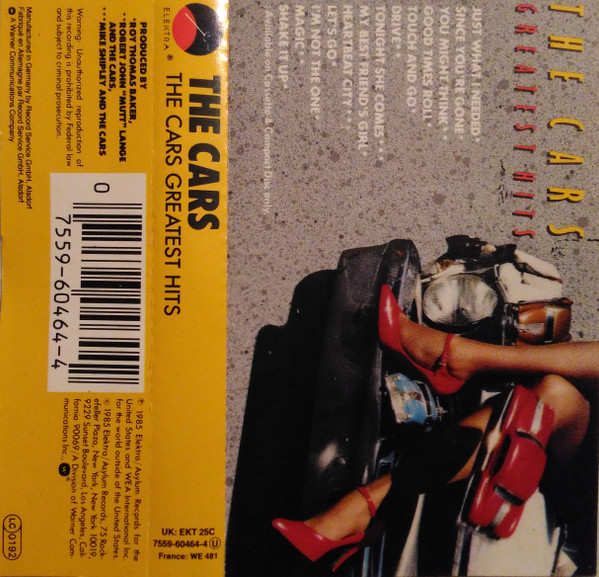 THE CARS
GREATEST HITS
JUST WHAT I NEEDED*
YOU MIGHT THINK**
GOOD TIMES ROLL*
TOUCH AND GO*
DRIVE**
TONIGHT SHE COMES***
MY BEST FRIEND'S GIRL*
HEARTBEAT CITY**
LET'S GO*
I'M NOT THE ONE*
MAGIC**
SHAKE IT UP*
Available on Cassette & Compact Disc only.
ELEKTRA®
THE CARS
THE CARS GREATEST HITS
UK: EKT 25C
7559-60464-4 Ⓤ
France: WE 481
PRODUCED BY
*ROY THOMAS BAKER,
**ROBERT JOHN "MUTT" LANGE
AND THE CARS,
***MIKE SHIPLEY AND THE CARS
Warning: Unauthorized reproduction of
this recording is prohibited by Federal law
and subject to criminal prosecution.
Manufactured in Germany by Record Service GmbH, Alsdorf
Fabriqué en Allemagne par Record Service GmbH, Alsdorf
A Warner Communications Company
0
7559-60464-4
℗ 1985 Elektra/Asylum Records for the
United States and WEA International Inc.
for the world outside of the United States.
© 1985 Elektra/Asylum Records, 75 Rock-
efeller Plaza, New York, New York 10019.
9229 Sunset Boulevard, Los Angeles, Cali-
fornia 90069/A Division of Warner Com-
munications Inc.,
LC 0192